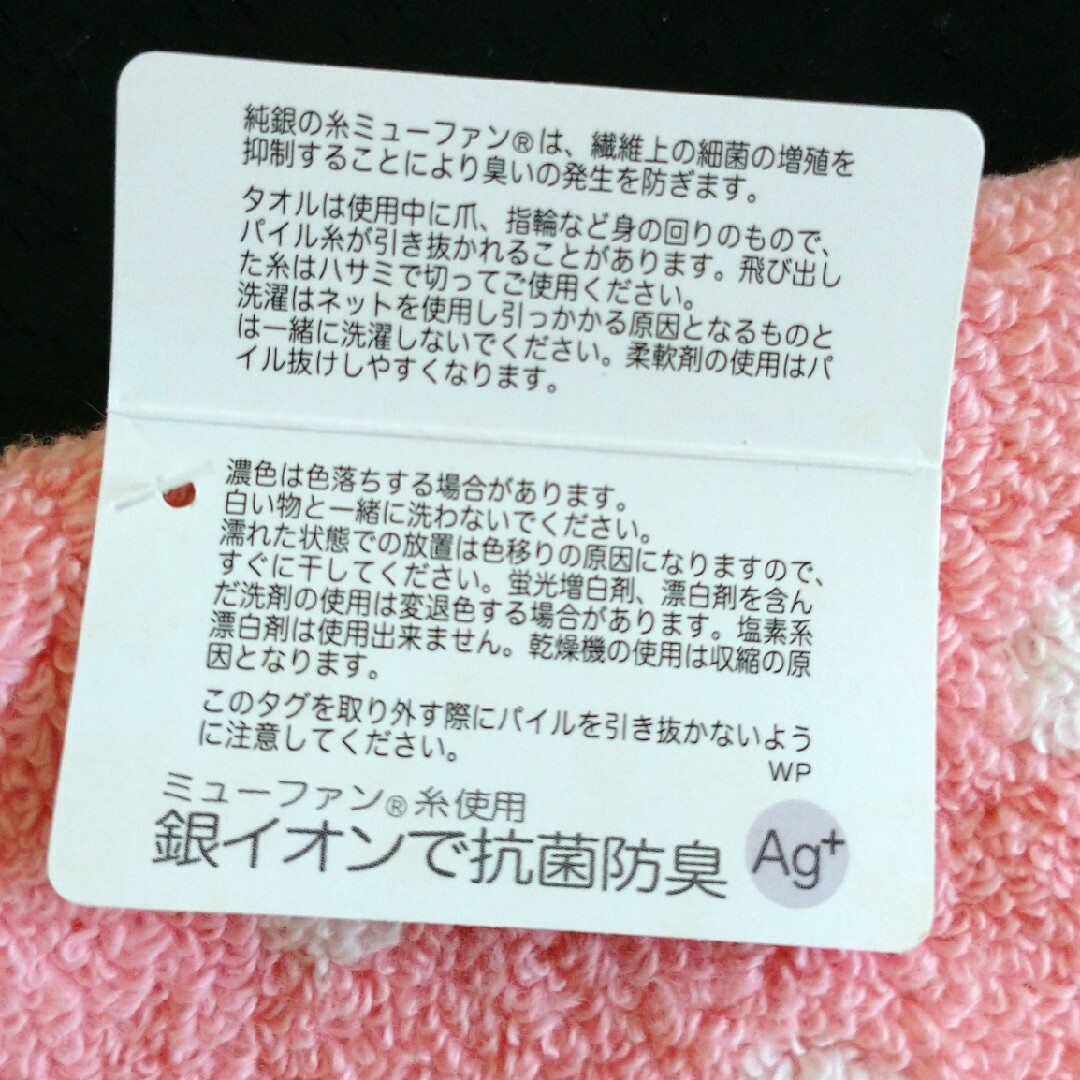 純銀の糸ミューファン®は、繊維上の細菌の増殖を
抑制することにより臭いの発生を防ぎます。
タオルは使用中に爪、指輪など身の回りのもので、
パイル糸が引き抜かれることがあります。飛び出し
た糸はハサミで切ってご使用ください。
洗濯はネットを使用し引っかかる原因となるものと
は一緒に洗濯しないでください。柔軟剤の使用はパ
イル抜けしやすくなります。
濃色は色落ちする場合があります。
白い物と一緒に洗わないでください。
濡れた状態での放置は色移りの原因になりますので、
すぐに干してください。蛍光増白剤、漂白剤を含ん
だ洗剤の使用は変退色する場合があります。塩素系
漂白剤は使用出来ません。乾燥機の使用は収縮の原
因となります。
このタグを取り外す際にパイルを引き抜かないよう
に注意してください。
WP
ミューファン®糸使用
銀イオンで抗菌防臭 Ag+